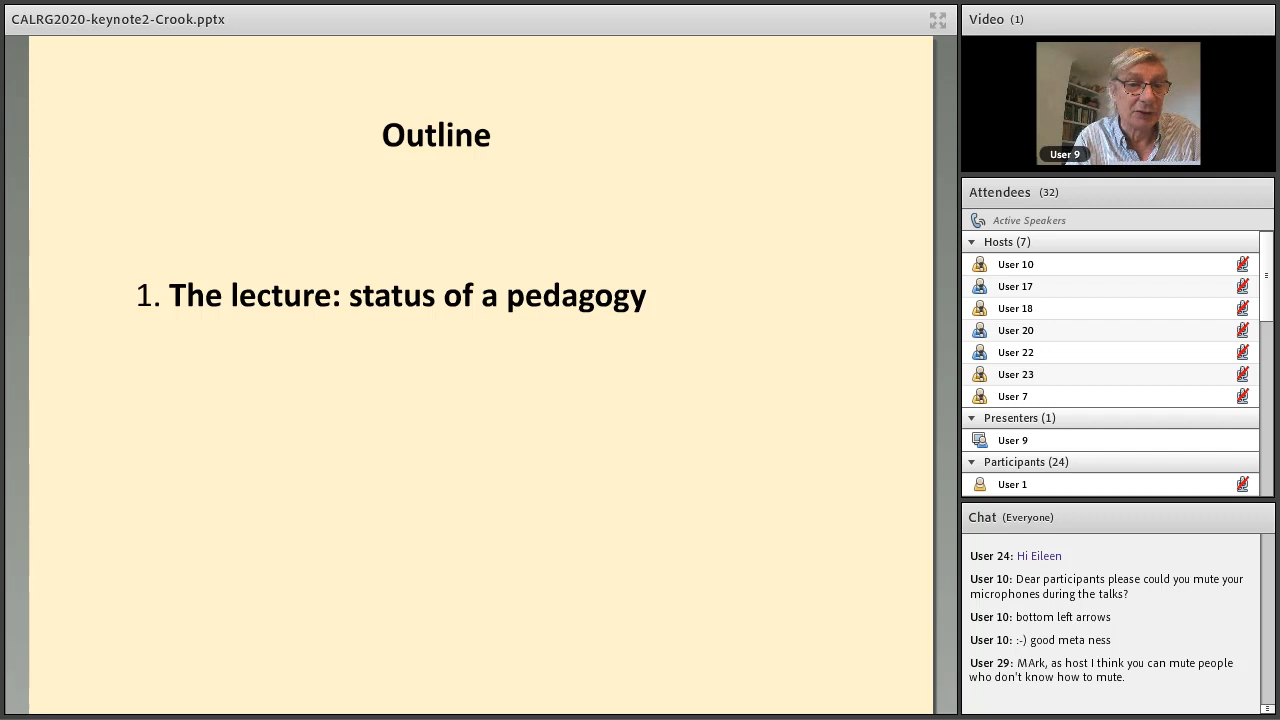 CALRG2020-keynote2-Crook.pptx
Outline
1. The lecture: status of a pedagogy
Video (1)
User 9
Attendees (32)
Active Speakers
Hosts (7)
User 10
User 17
User 18
User 20
User 22
User 23
User 7
Presenters (1)
User 9
Participants (24)
User 1
Chat (Everyone)
User 24: Hi Eileen
User 10: Dear participants please could you mute your
microphones during the talks?
User 10: bottom left arrows
User 10: :-) good meta ness
User 29: MArk, as host I think you can mute people
who don't know how to mute.